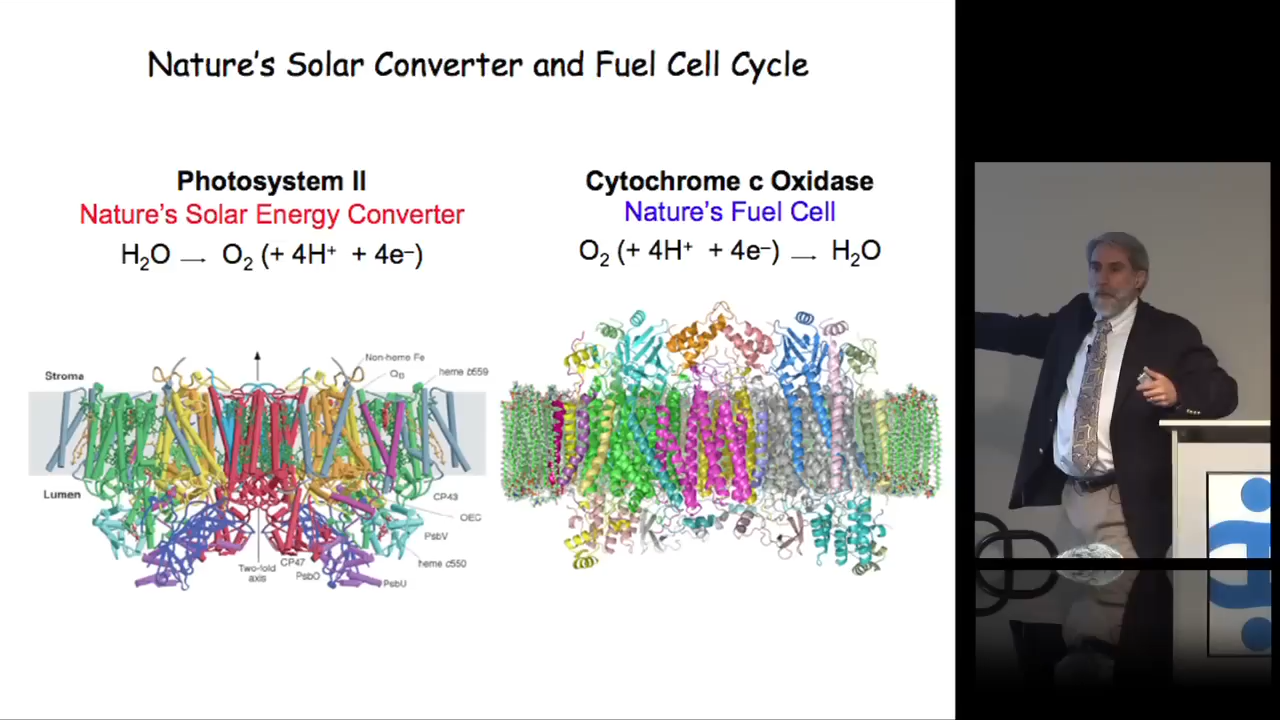 Nature's Solar Converter and Fuel Cell Cycle
Photosystem II
Nature's Solar Energy Converter
H₂O → O₂ (+ 4H⁺ + 4e⁻)
Cytochrome c Oxidase
Nature's Fuel Cell
O₂ (+ 4H⁺ + 4e⁻) → H₂O
Stroma
Non-heme Fe
Q_B
heme b559
Lumen
CP43
OEC
PsbV
heme c550
Two-fold
axis
CP47
PsbO
PsbU